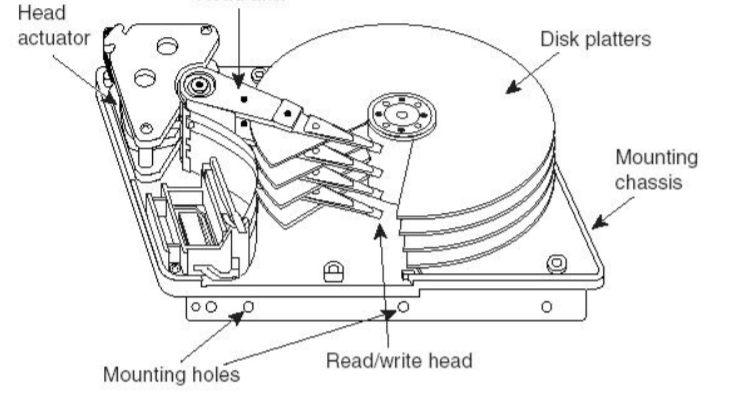 Head
actuator
Disk platters
Mounting
chassis
Read/write head
Mounting holes